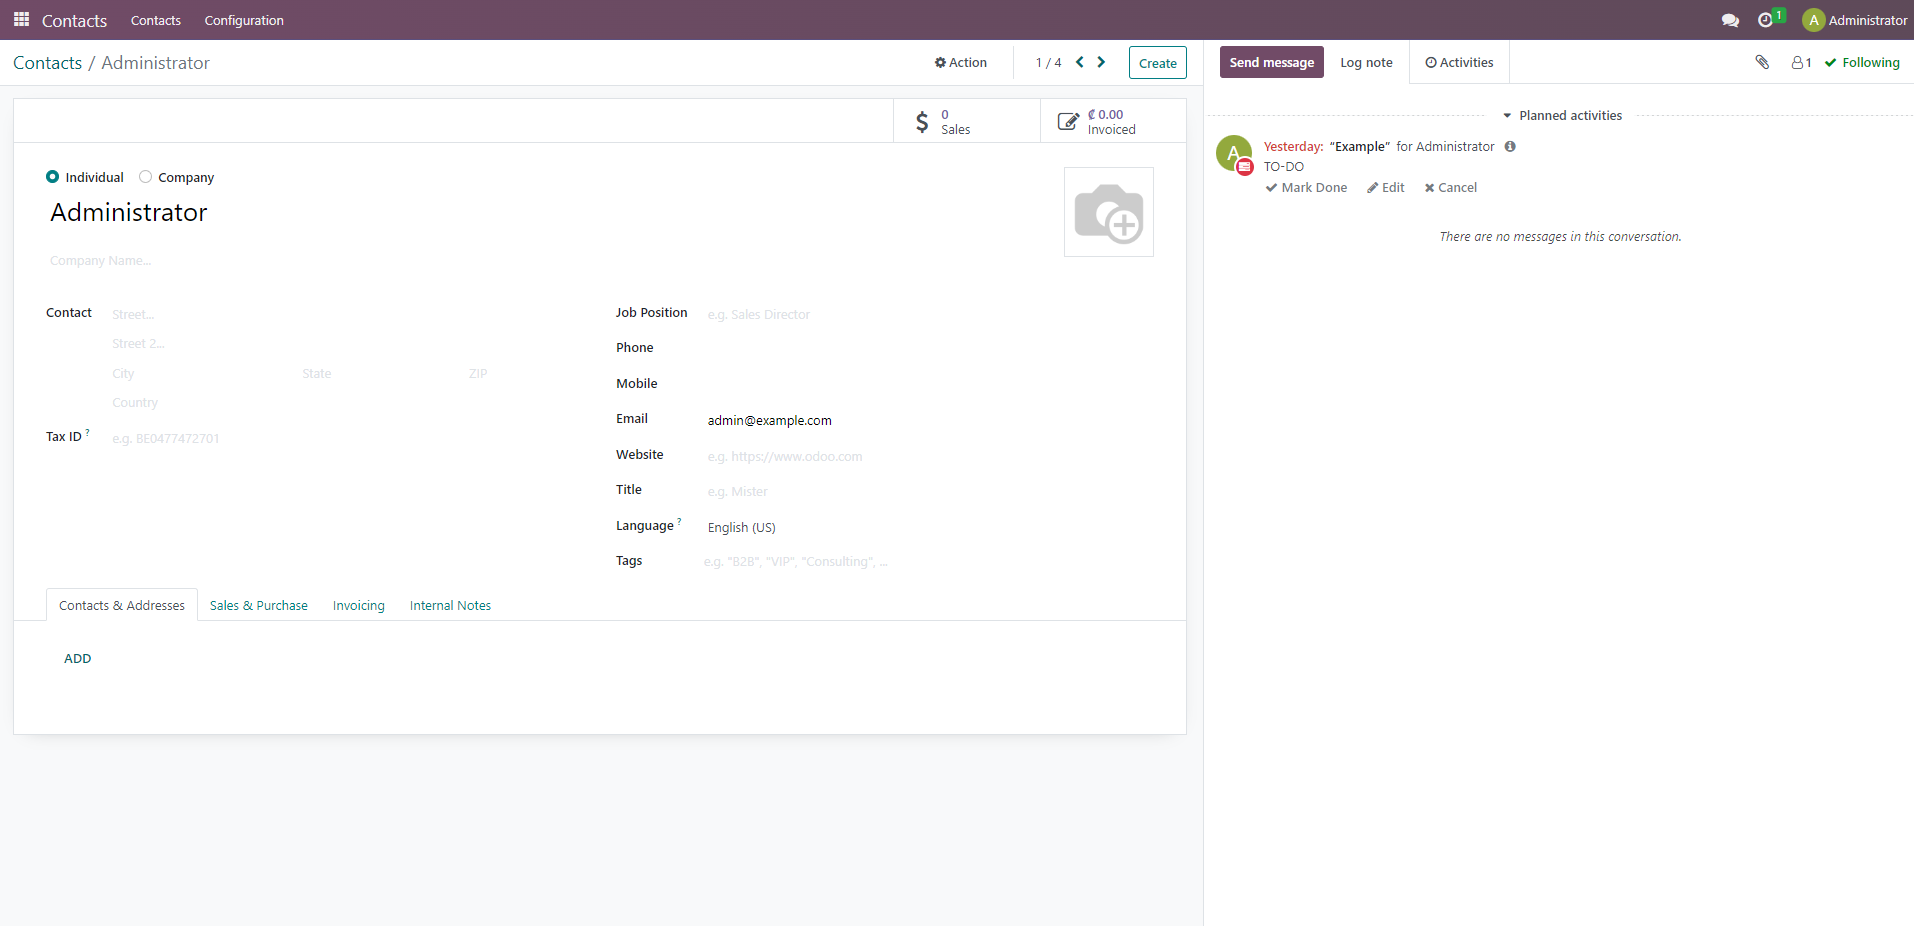 Contacts Contacts Configuration 1 A Administrator
Contacts / Administrator Action 1 / 4 Create
Send message Log note Activities 1 Following
0
Sales
₡ 0.00
Invoiced
Individual Company
Administrator
Company Name...
Contact Street...
Street 2...
City State ZIP
Country
Tax ID ? e.g. BE0477472701
Job Position e.g. Sales Director
Phone
Mobile
Email admin@example.com
Website e.g. https://www.odoo.com
Title e.g. Mister
Language ? English (US)
Tags e.g. "B2B", "VIP", "Consulting", ...
Contacts & Addresses Sales & Purchase Invoicing Internal Notes
ADD
Planned activities
A
Yesterday: “Example” for Administrator
TO-DO
Mark Done Edit Cancel
There are no messages in this conversation.